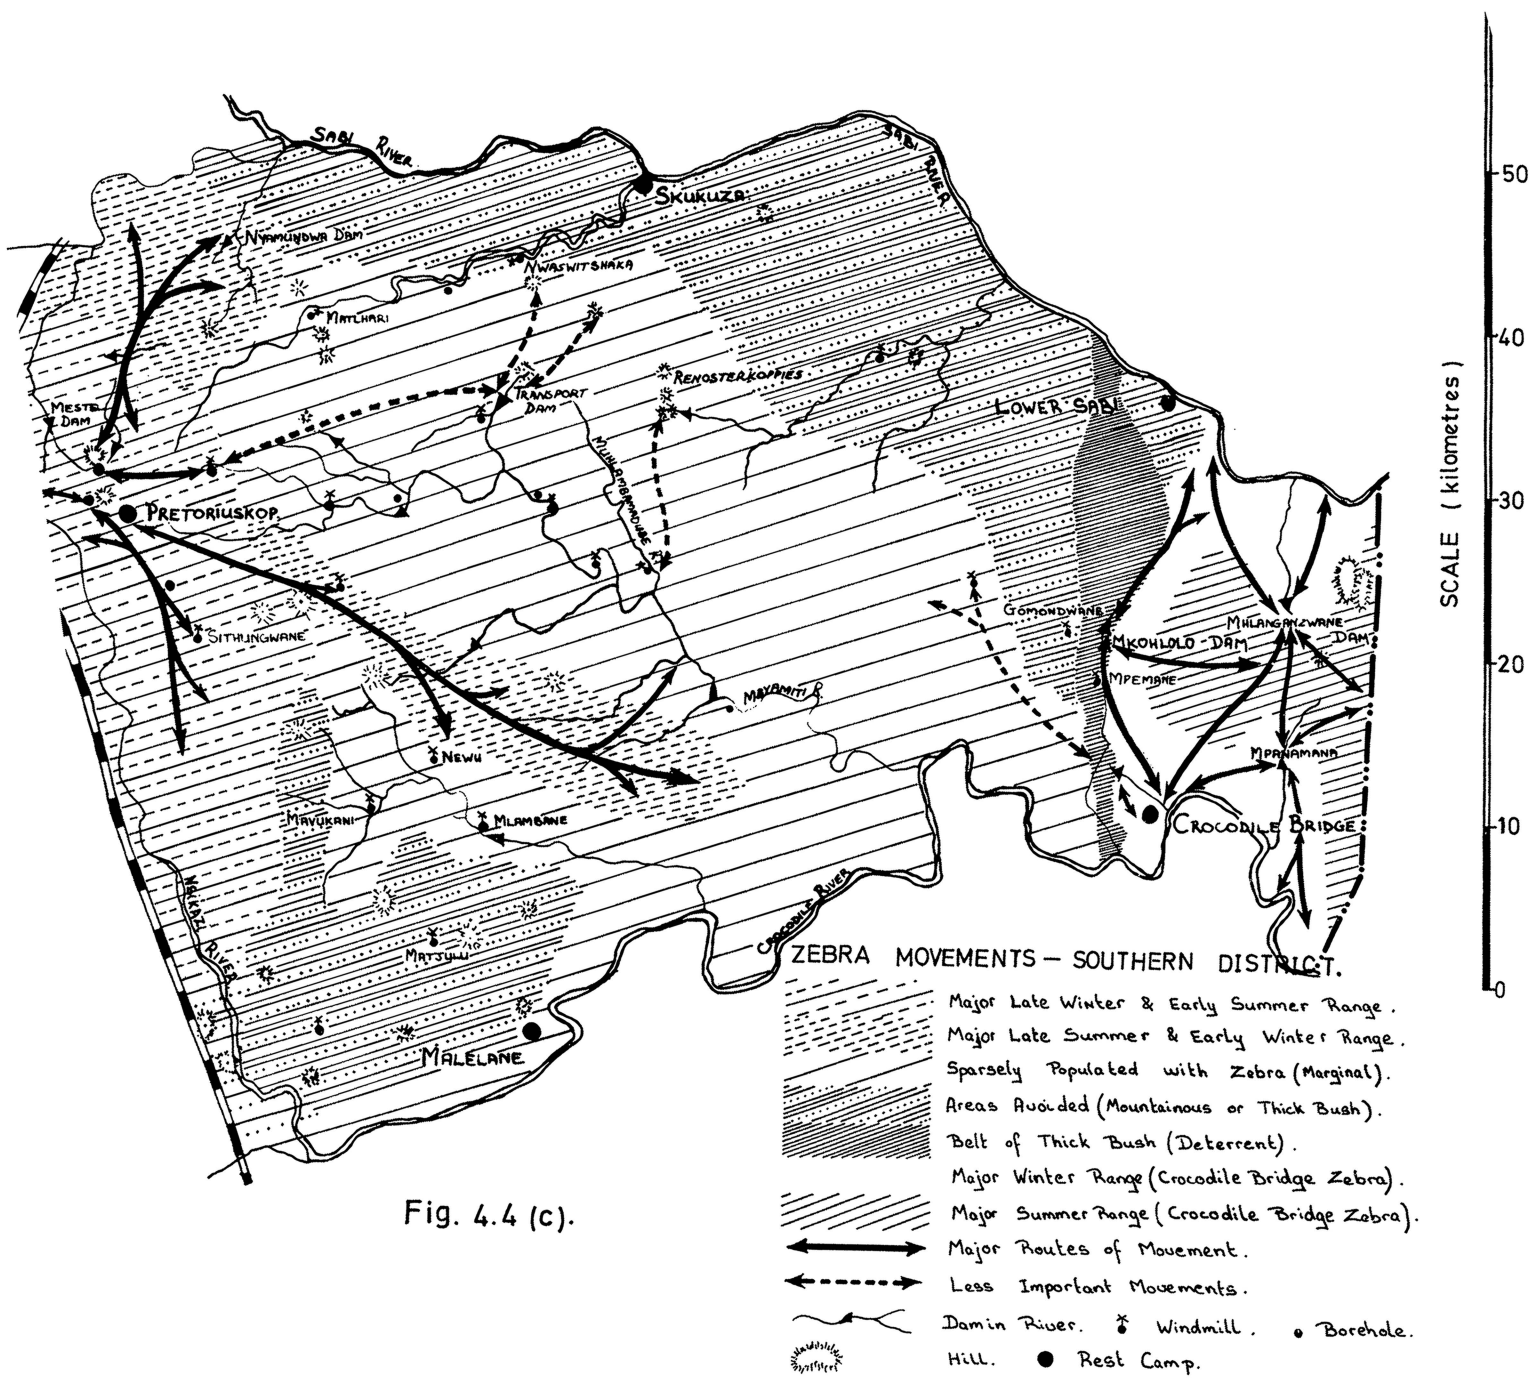 SABI RIVER
SABI RIVER
SKUKUZA
NYAMUNDWA DAM
NWASWITSHAKA
MATLHARI
RENOSTERKOPPIES
TRANSPORT
DAM
MESTEL
DAM
LOWER SABI
MUHLAMBAMADUBE R.
PRETORIUSKOP
GOMONDWANE
MHLANGANZWANE
DAM
MKOHLOLO DAM
SITHUNGWANE
MPEMANE
MBYAMITI R.
MPANAMANA
NEWU
MAVUKANI
MLAMBANE
CROCODILE BRIDGE
NSIKAZI RIVER
CROCODILE RIVER
MATJULU
MALELANE
50
40
30
20
10
0
SCALE (kilometres)
ZEBRA MOVEMENTS – SOUTHERN DISTRICT.
Major Late Winter & Early Summer Range.
Major Late Summer & Early Winter Range.
Sparsely Populated with Zebra (Marginal).
Areas Avoided (Mountainous or Thick Bush).
Belt of Thick Bush (Deterrent).
Major Winter Range (Crocodile Bridge Zebra).
Major Summer Range (Crocodile Bridge Zebra).
Major Routes of Movement.
Less Important Movements.
Dam in River. Windmill. Borehole.
Hill. Rest Camp.
Fig. 4.4 (c).